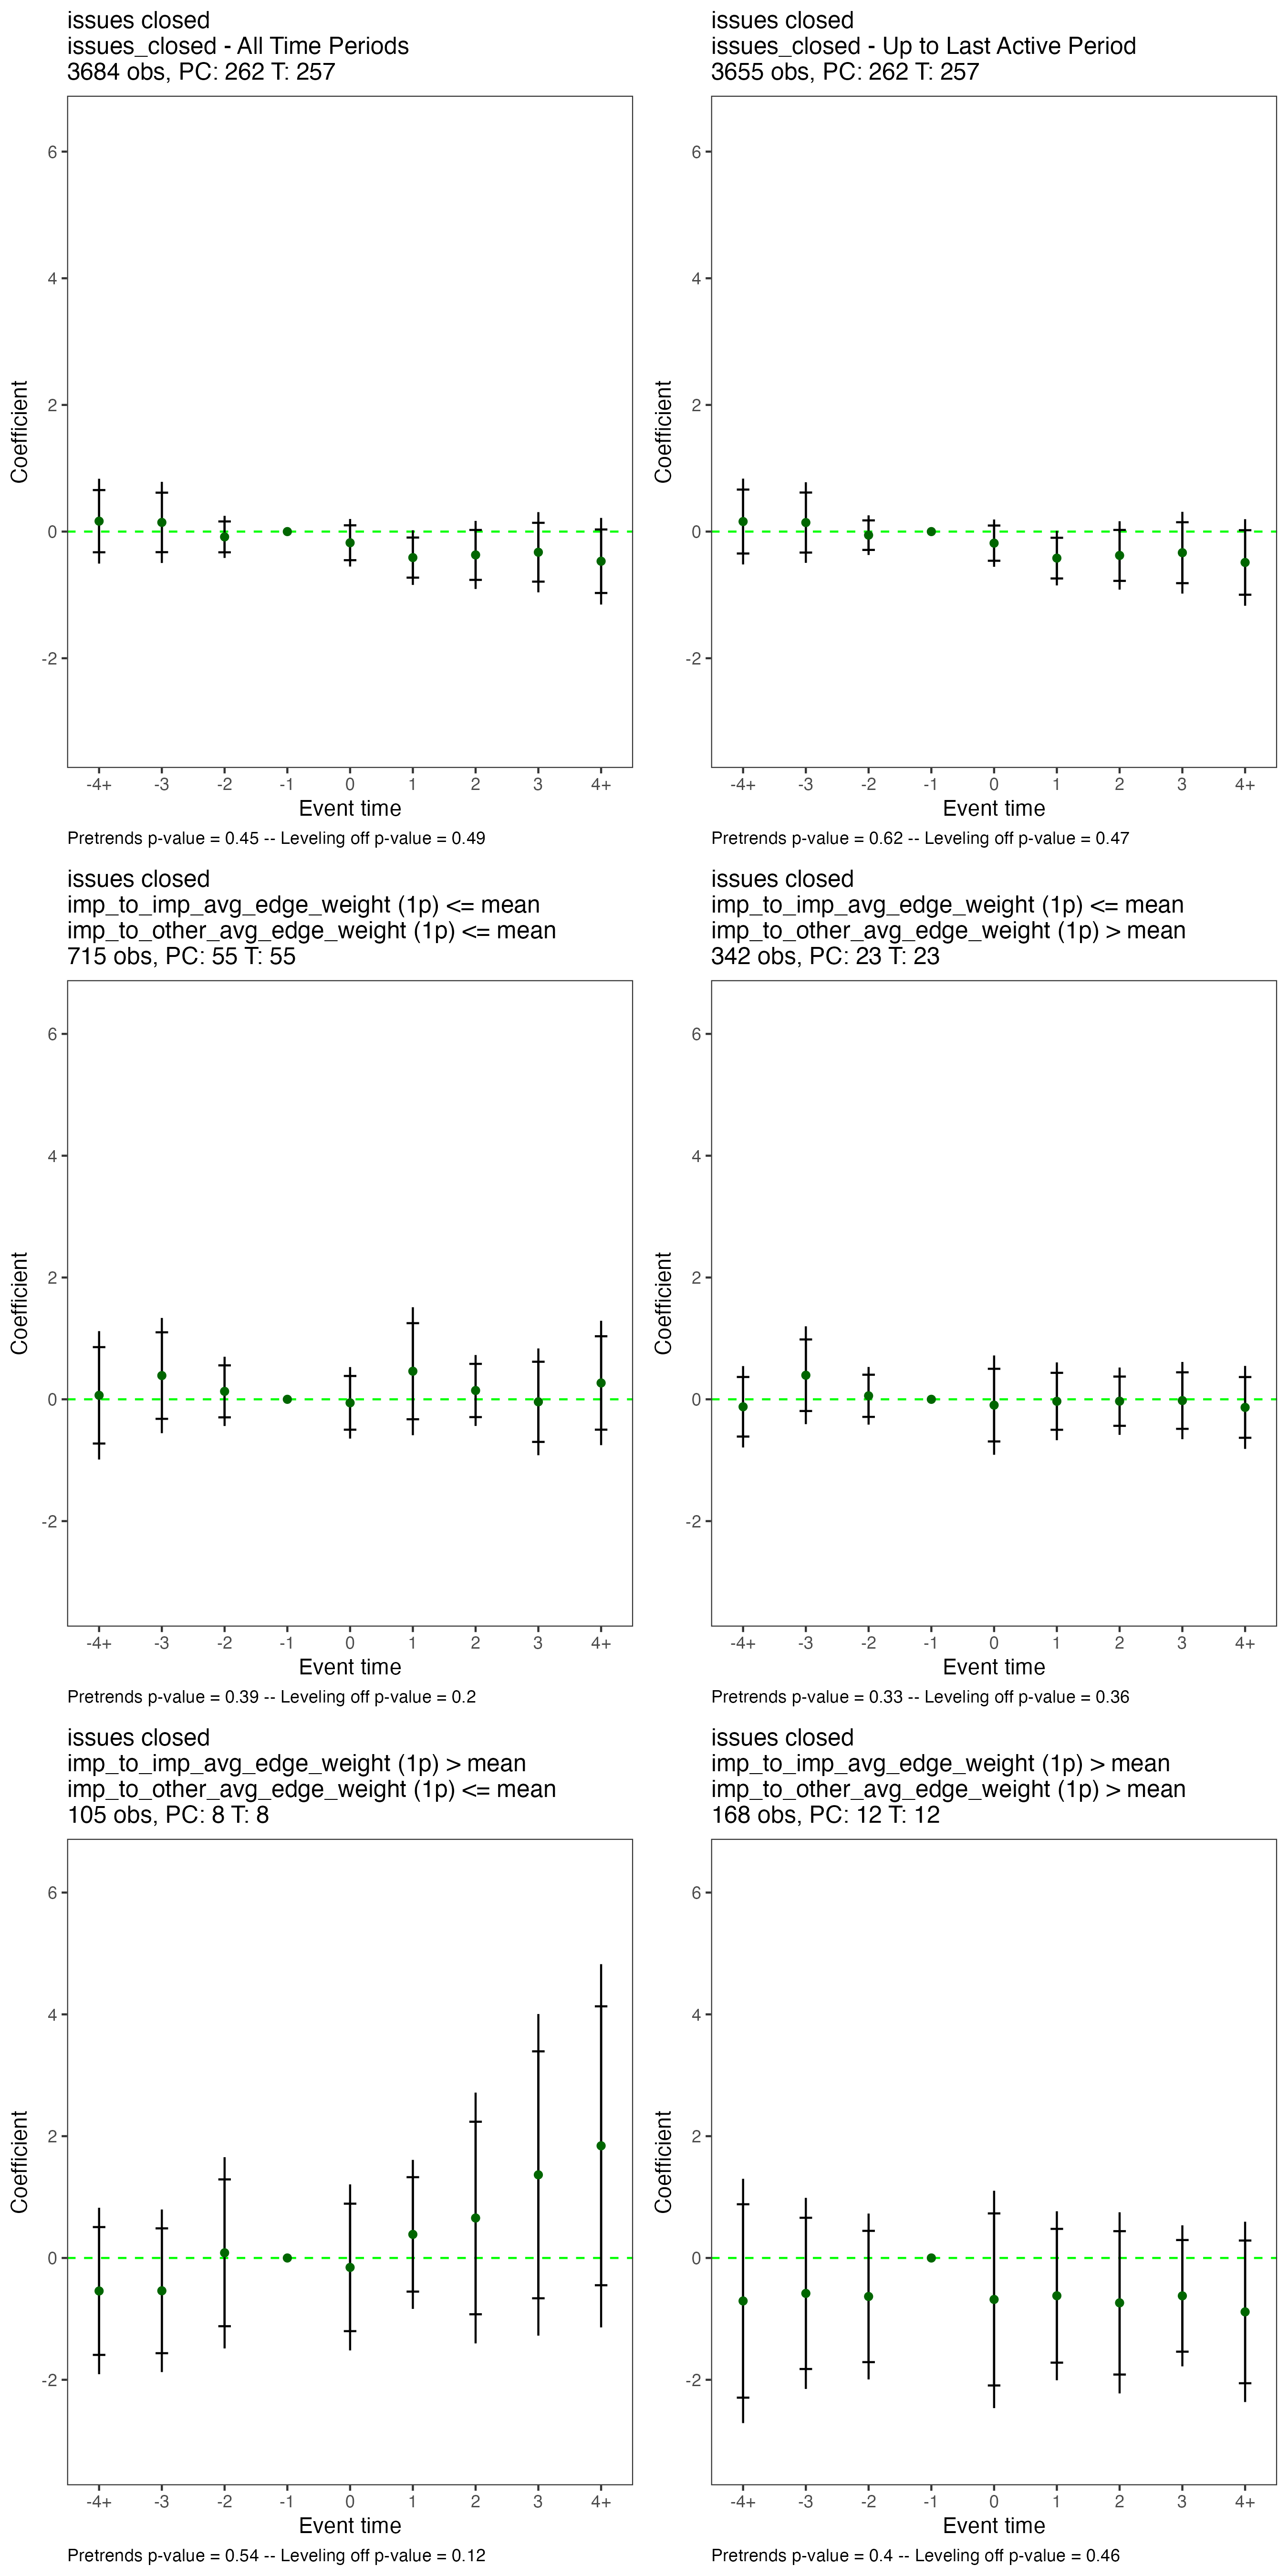 issues closed
issues_closed - All Time Periods
3684 obs, PC: 262 T: 257
6
4
2
0
-2
Coefficient
-4+ -3 -2 -1 0 1 2 3 4+
Event time
Pretrends p-value = 0.45 -- Leveling off p-value = 0.49
issues closed
issues_closed - Up to Last Active Period
3655 obs, PC: 262 T: 257
6
4
2
0
-2
Coefficient
-4+ -3 -2 -1 0 1 2 3 4+
Event time
Pretrends p-value = 0.62 -- Leveling off p-value = 0.47
issues closed
imp_to_imp_avg_edge_weight (1p) <= mean
imp_to_other_avg_edge_weight (1p) <= mean
715 obs, PC: 55 T: 55
6
4
2
0
-2
Coefficient
-4+ -3 -2 -1 0 1 2 3 4+
Event time
Pretrends p-value = 0.39 -- Leveling off p-value = 0.2
issues closed
imp_to_imp_avg_edge_weight (1p) <= mean
imp_to_other_avg_edge_weight (1p) > mean
342 obs, PC: 23 T: 23
6
4
2
0
-2
Coefficient
-4+ -3 -2 -1 0 1 2 3 4+
Event time
Pretrends p-value = 0.33 -- Leveling off p-value = 0.36
issues closed
imp_to_imp_avg_edge_weight (1p) > mean
imp_to_other_avg_edge_weight (1p) <= mean
105 obs, PC: 8 T: 8
6
4
2
0
-2
Coefficient
-4+ -3 -2 -1 0 1 2 3 4+
Event time
Pretrends p-value = 0.54 -- Leveling off p-value = 0.12
issues closed
imp_to_imp_avg_edge_weight (1p) > mean
imp_to_other_avg_edge_weight (1p) > mean
168 obs, PC: 12 T: 12
6
4
2
0
-2
Coefficient
-4+ -3 -2 -1 0 1 2 3 4+
Event time
Pretrends p-value = 0.4 -- Leveling off p-value = 0.46